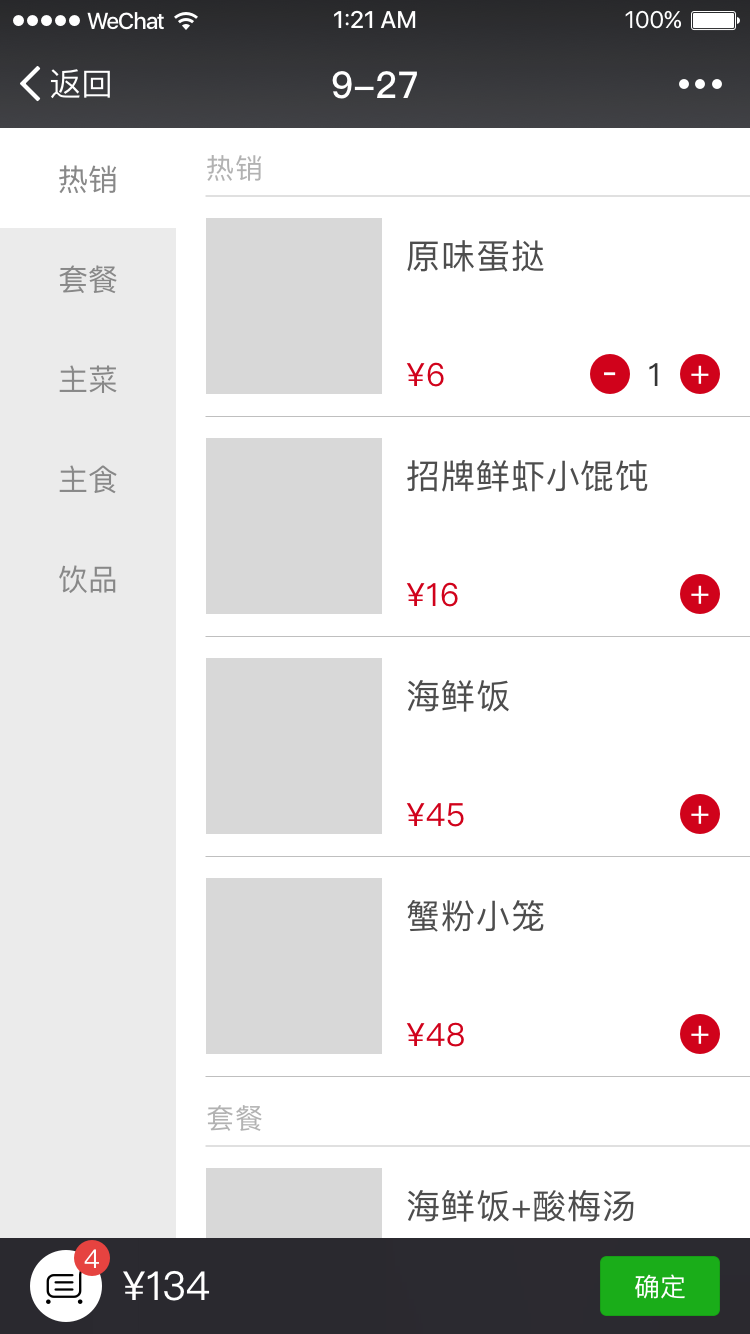 WeChat 1:21 AM 100%
返回 9–27
热销
套餐
主菜
主食
饮品
热销
原味蛋挞
¥6 - 1 +
招牌鲜虾小馄饨
¥16 +
海鲜饭
¥45 +
蟹粉小笼
¥48 +
套餐
海鲜饭+酸梅汤
4 ¥134 确定